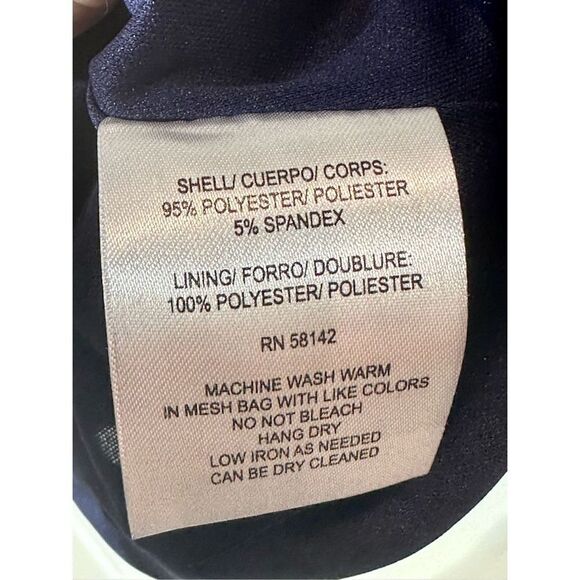 SHELL/ CUERPO/ CORPS:
95% POLYESTER/ POLIESTER
5% SPANDEX
LINING/ FORRO/ DOUBLURE:
100% POLYESTER/ POLIESTER
RN 58142
MACHINE WASH WARM
IN MESH BAG WITH LIKE COLORS
NO NOT BLEACH
HANG DRY
LOW IRON AS NEEDED
CAN BE DRY CLEANED